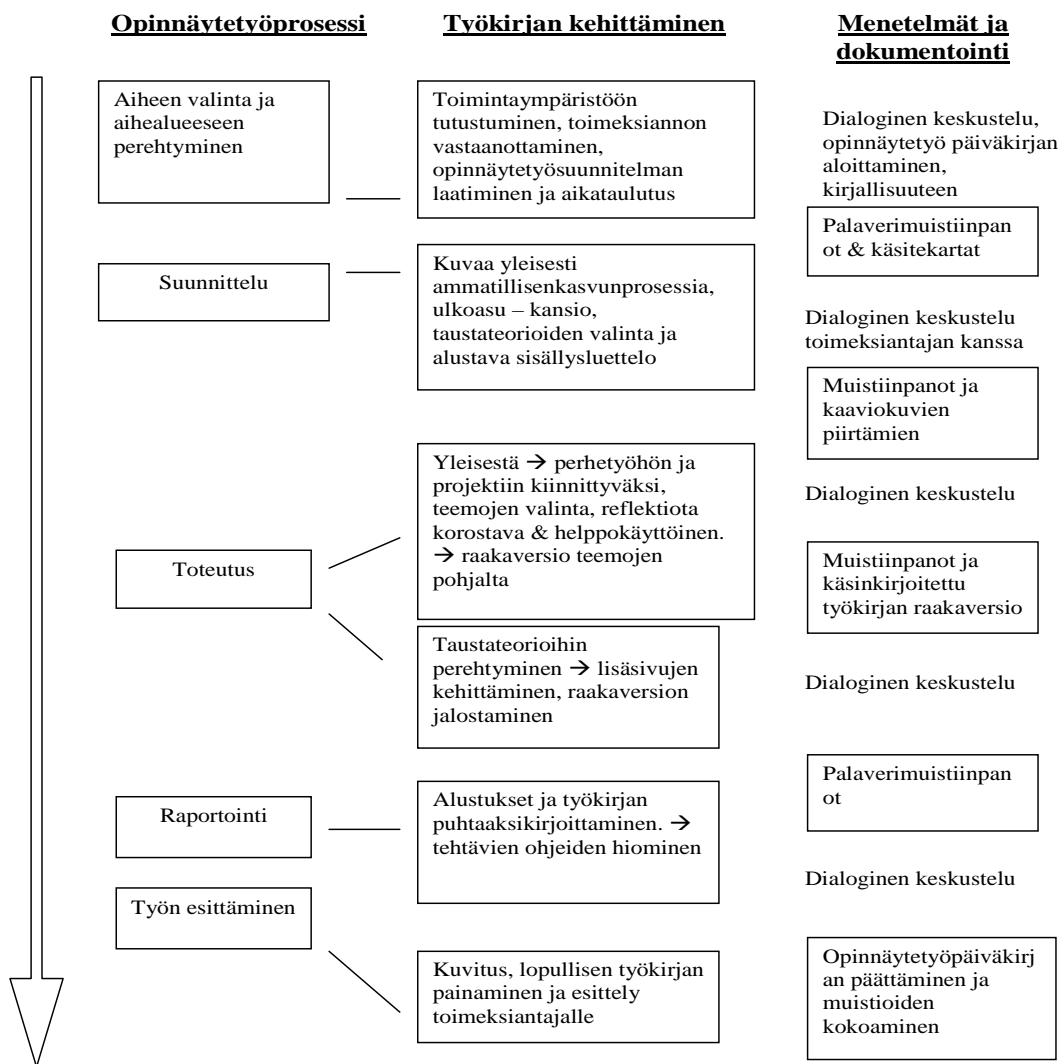 Opinnäytetyöprosessi
Työkirjan kehittäminen
Menetelmät ja
dokumentointi
Aiheen valinta ja
aihealueeseen
perehtyminen
Toimintaympäristöön
tutustuminen, toimeksiannon
vastaanottaminen,
opinnäytetyösuunnitelman
laatiminen ja aikataulutus
Dialoginen keskustelu,
opinnäytetyö päiväkirjan
aloittaminen,
kirjallisuuteen
Palaverimuistiinpan
ot & käsitekartat
Suunnittelu
Kuvaa yleisesti
ammatillisenkasvunprosessia,
ulkoasu – kansio,
taustateorioiden valinta ja
alustava sisällysluettelo
Dialoginen keskustelu
toimeksiantajan kanssa
Muistiinpanot ja
kaaviokuvien
piirtämien
Toteutus
Yleisestä → perhetyöhön ja
projektiin kiinnittyväksi,
teemojen valinta, reflektiota
korostava & helppokäyttöinen.
→ raakaversio teemojen
pohjalta
Dialoginen keskustelu
Muistiinpanot ja
käsinkirjoitettu
työkirjan raakaversio
Taustateorioihin
perehtyminen → lisäsivujen
kehittäminen, raakaversion
jalostaminen
Dialoginen keskustelu
Raportointi
Alustukset ja työkirjan
puhtaaksikirjoittaminen. →
tehtävien ohjeiden hiominen
Palaverimuistiinpan
ot
Dialoginen keskustelu
Työn esittäminen
Kuvitus, lopullisen työkirjan
painaminen ja esittely
toimeksiantajalle
Opinnäytetyöpäiväkirj
an päättäminen ja
muistioiden
kokoaminen